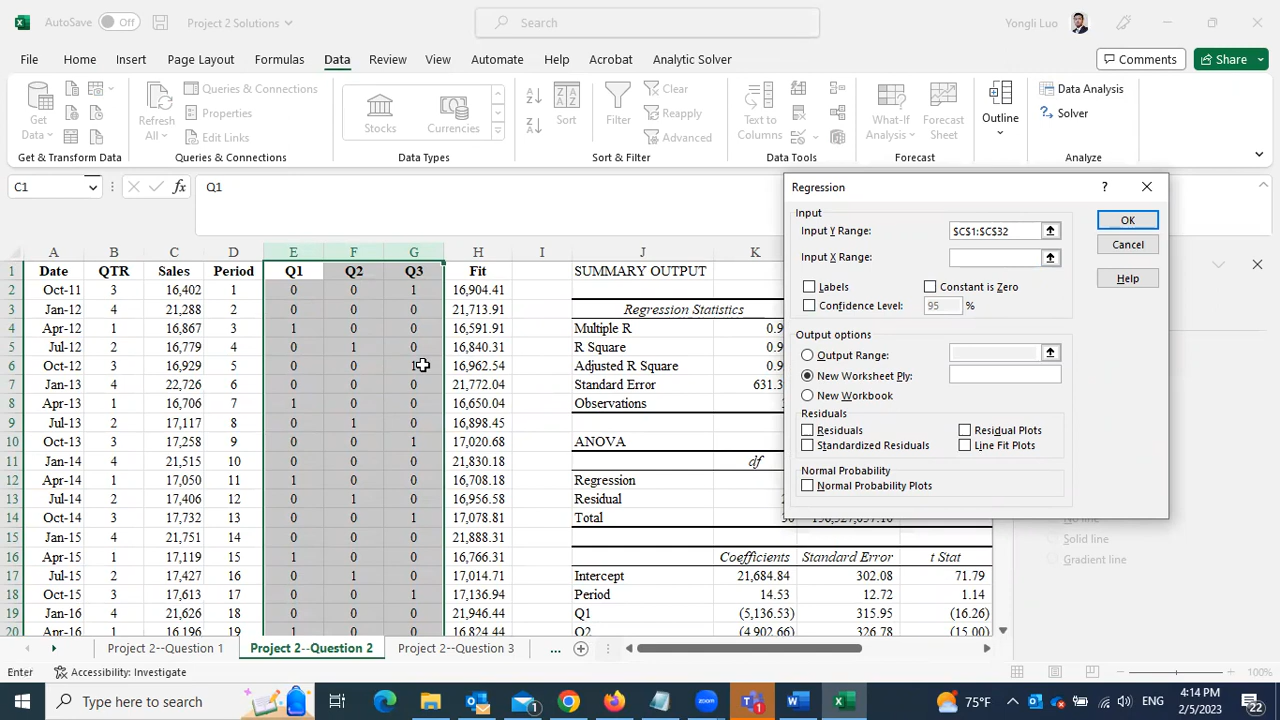 AutoSave Off Project 2 Solutions Search Yongli Luo
File Home Insert Page Layout Formulas Data Review View Automate Help Acrobat Analytic Solver Comments Share
Get Data Refresh All Queries & Connections Properties Edit Links Stocks Currencies Sort Filter Clear Reapply Advanced Text to Columns What-If Analysis Forecast Sheet Outline Data Analysis Solver
Get & Transform Data Queries & Connections Data Types Sort & Filter Data Tools Forecast Analyze
C1 fx Q1
A B C D E F G H I J K
1 Date QTR Sales Period Q1 Q2 Q3 Fit SUMMARY OUTPUT
2 Oct-11 3 16,402 1 0 0 1 16,904.41
3 Jan-12 4 21,288 2 0 0 0 21,713.91 Regression Statistics
4 Apr-12 1 16,867 3 1 0 0 16,591.91 Multiple R 0.9
5 Jul-12 2 16,779 4 0 1 0 16,840.31 R Square 0.9
6 Oct-12 3 16,929 5 0 0 1 16,962.54 Adjusted R Square 0.9
7 Jan-13 4 22,726 6 0 0 0 21,772.04 Standard Error 631.3
8 Apr-13 1 16,706 7 1 0 0 16,650.04 Observations
9 Jul-13 2 17,117 8 0 1 0 16,898.45
10 Oct-13 3 17,258 9 0 0 1 17,020.68 ANOVA
11 Jan-14 4 21,515 10 0 0 0 21,830.18 df
12 Apr-14 1 17,050 11 1 0 0 16,708.18 Regression
13 Jul-14 2 17,406 12 0 1 0 16,956.58 Residual
14 Oct-14 3 17,732 13 0 0 1 17,078.81 Total
15 Jan-15 4 21,751 14 0 0 0 21,888.31
16 Apr-15 1 17,119 15 1 0 0 16,766.31 Coefficients Standard Error t Stat
17 Jul-15 2 17,427 16 0 1 0 17,014.71 Intercept 21,684.84 302.08 71.79
18 Oct-15 3 17,613 17 0 0 1 17,136.94 Period 14.53 12.72 1.14
19 Jan-16 4 21,626 18 0 0 0 21,946.44 Q1 (5,136.53) 315.95 (16.26)
20 Apr-16 1 16,196 19 1 0 0 16,824.44 Q2 (4,902.66) 326.78 (15.00)
Regression ?
Input
Input Y Range: $C$1:$C$32 OK
Input X Range: Cancel
Labels Constant is Zero Help
Confidence Level: 95 %
Output options
Output Range:
New Worksheet Ply:
New Workbook
Residuals
Residuals Residual Plots
Standardized Residuals Line Fit Plots
Normal Probability
Normal Probability Plots
Solid line
Gradient line
Project 2--Question 1 Project 2--Question 2 Project 2--Question 3 ...
Enter Accessibility: Investigate 100%
Type here to search 75°F ENG 4:14 PM
2/5/2023 22